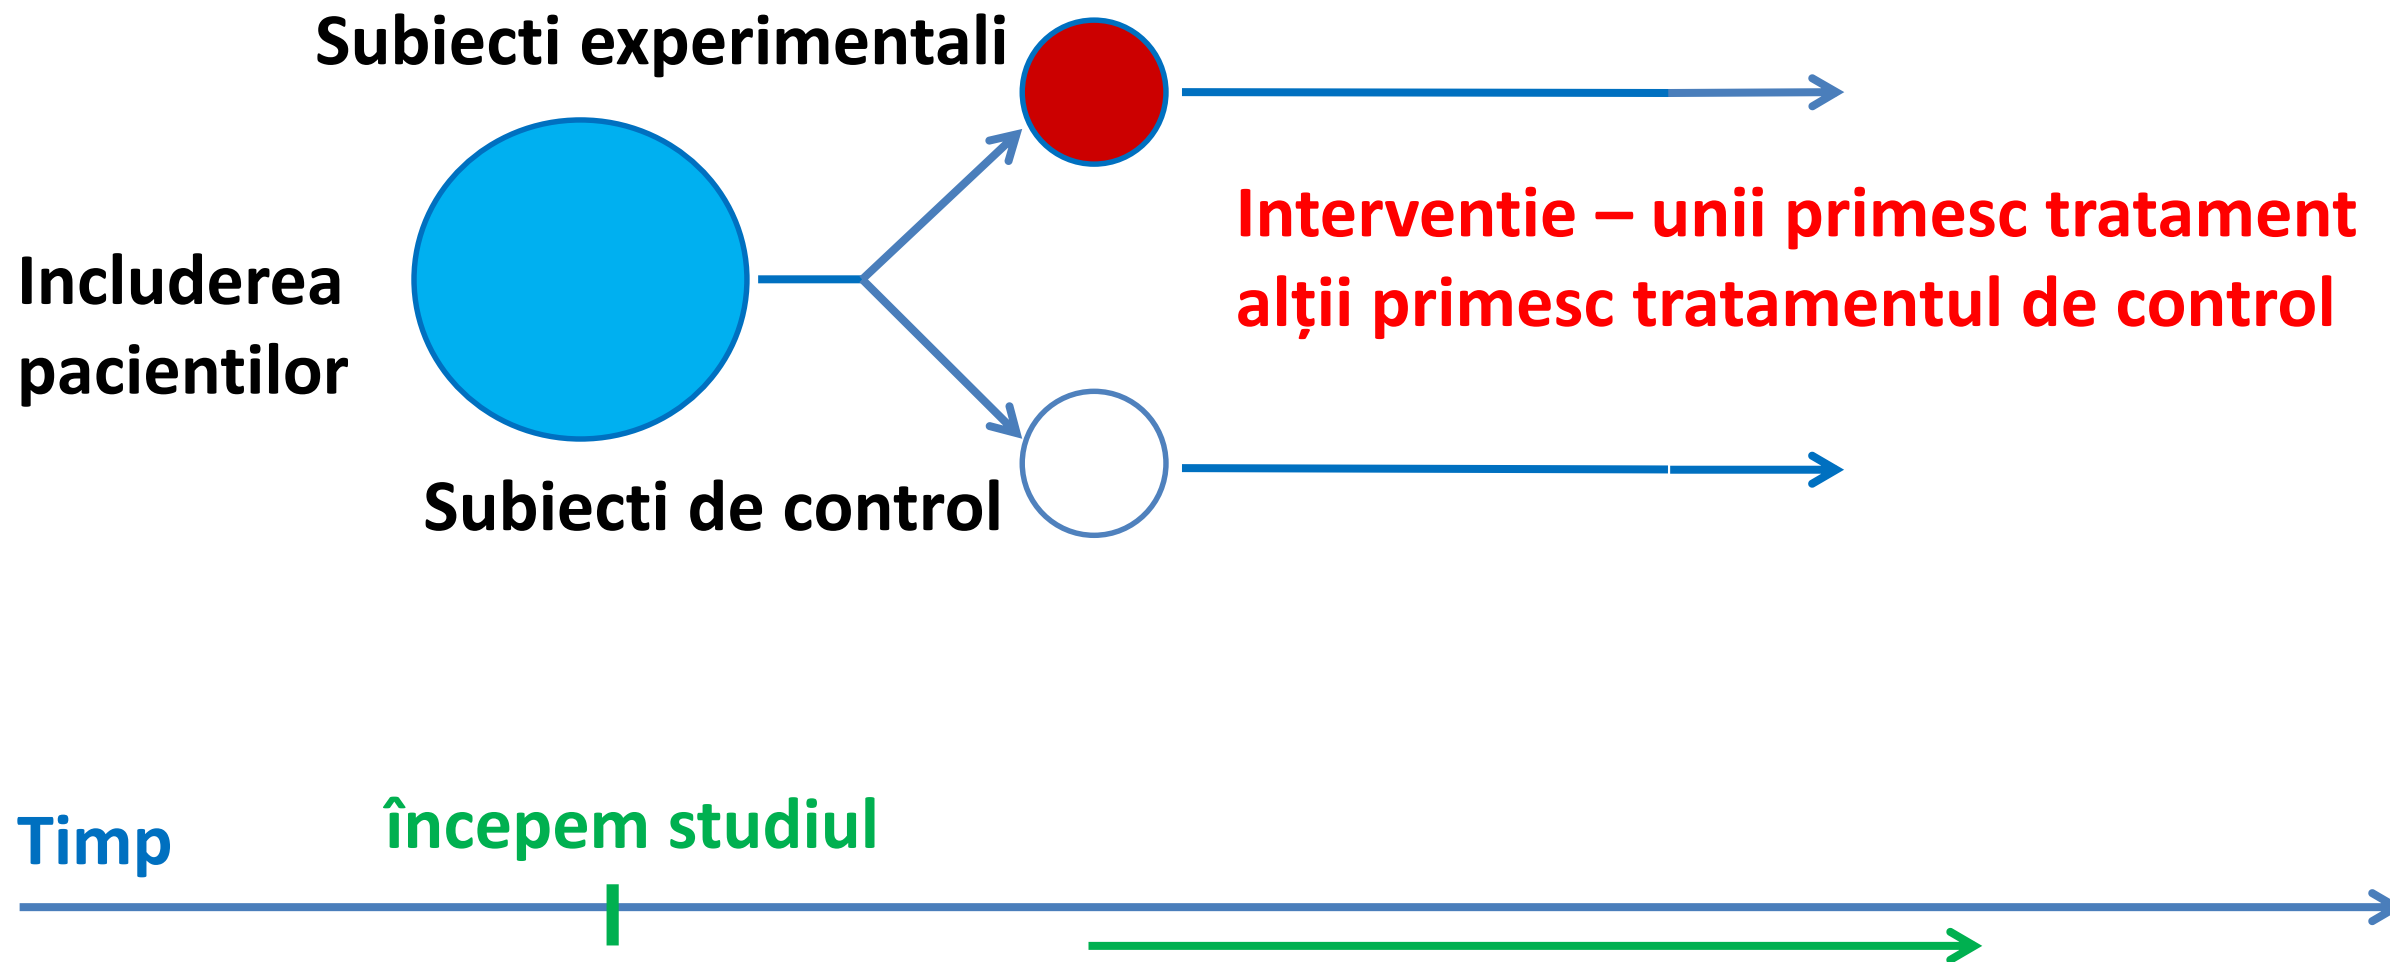 Subiecti experimentali
Interventie – unii primesc tratament
alții primesc tratamentul de control
Includerea
pacientilor
Subiecti de control
începem studiul
Timp